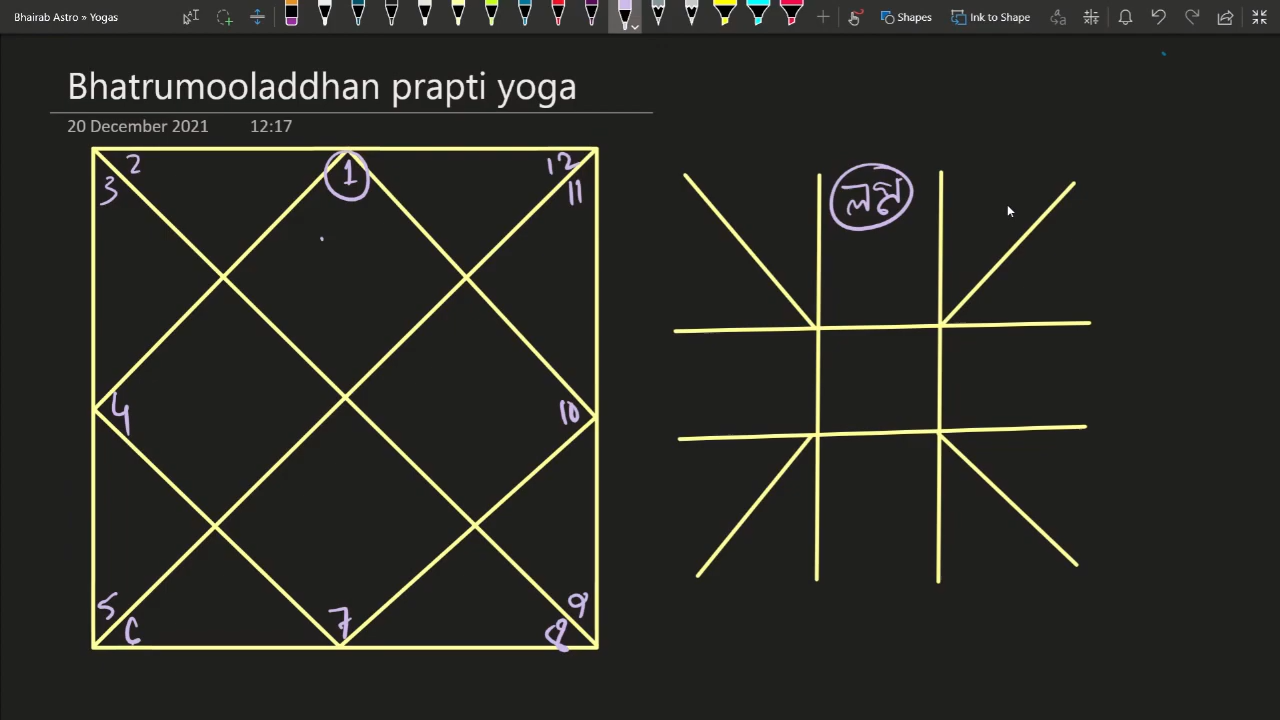 Bhairab Astro » Yogas
Shapes
Ink to Shape
Bhatrumooladdhan prapti yoga
20 December 2021 12:17
2 1 12
3 11
লগ্ন
4 10
5 9
6 7 8